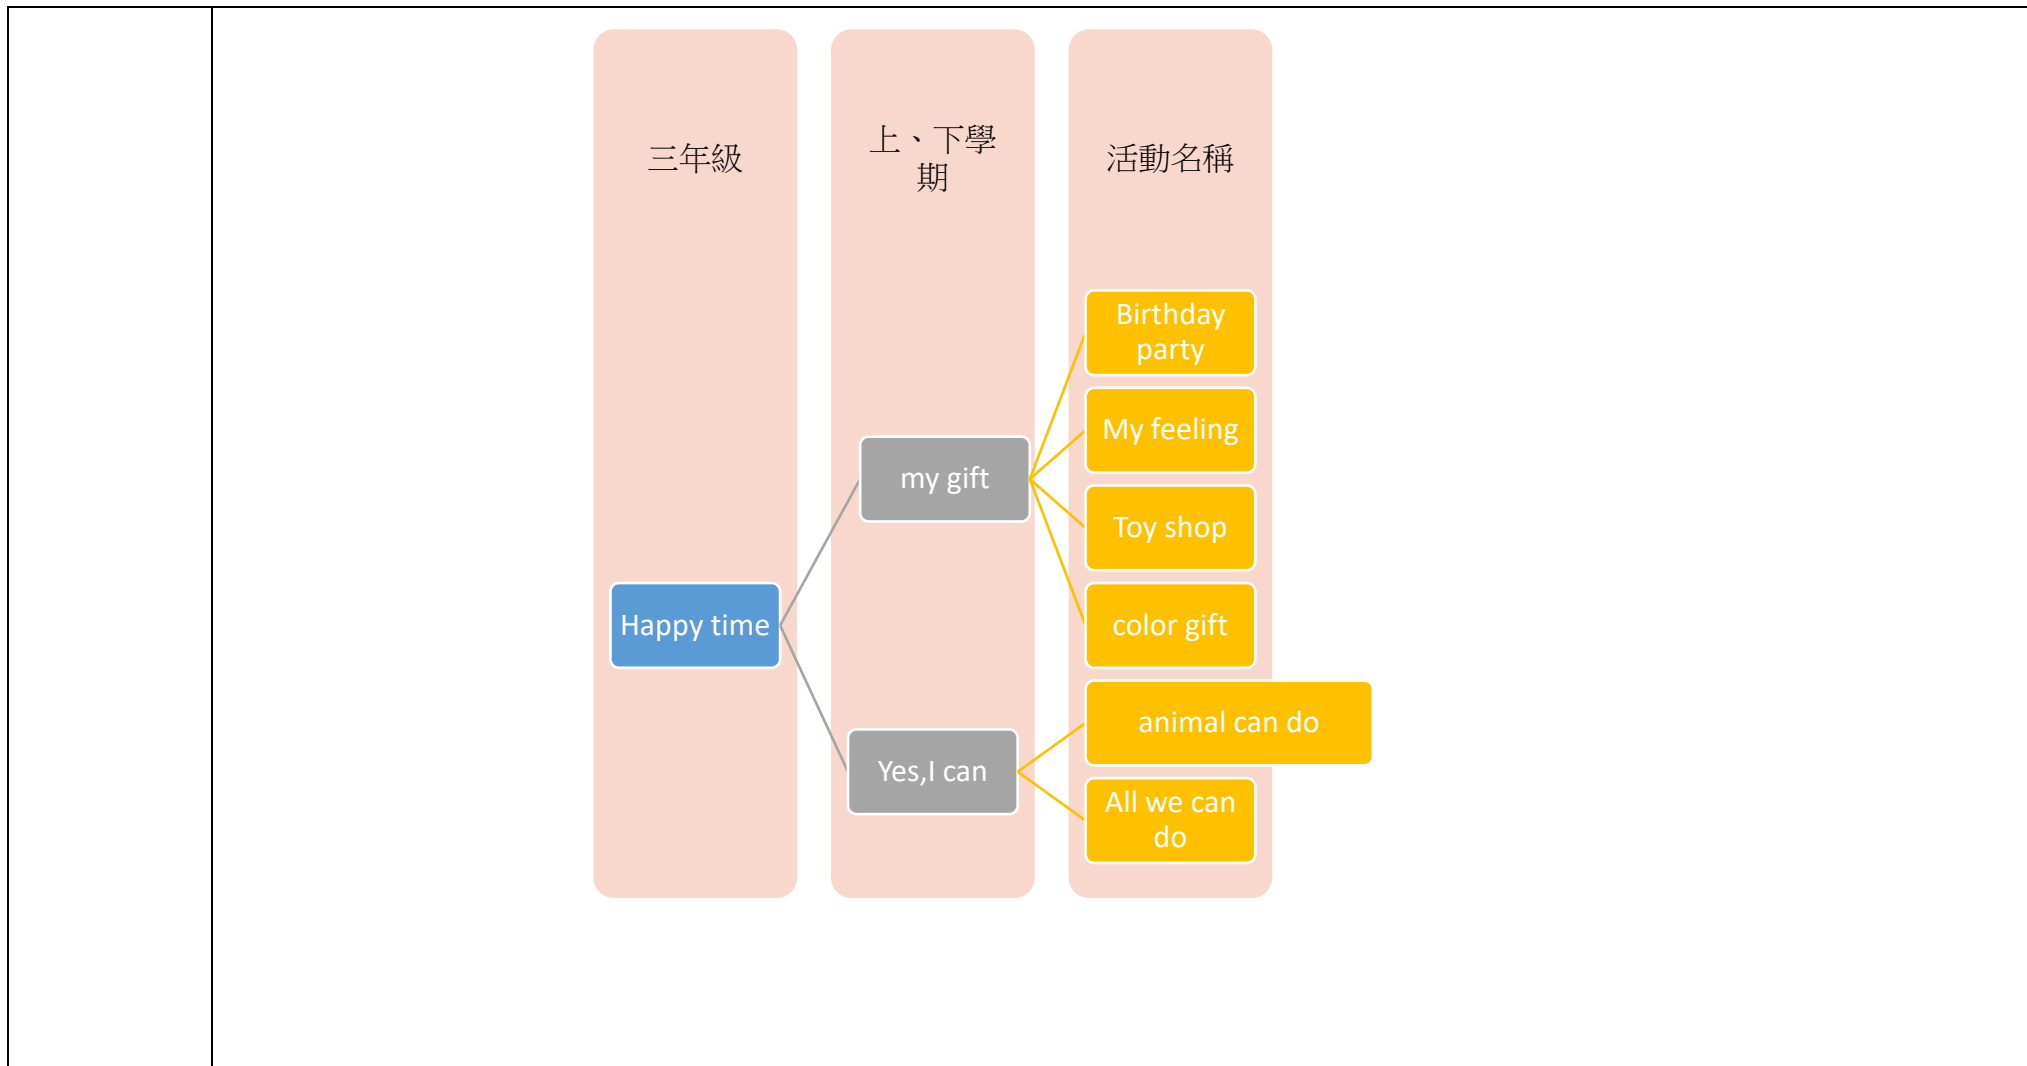 三年級
上、下學
期
活動名稱
Happy time
my gift
Yes,I can
Birthday
party
My feeling
Toy shop
color gift
animal can do
All we can
do